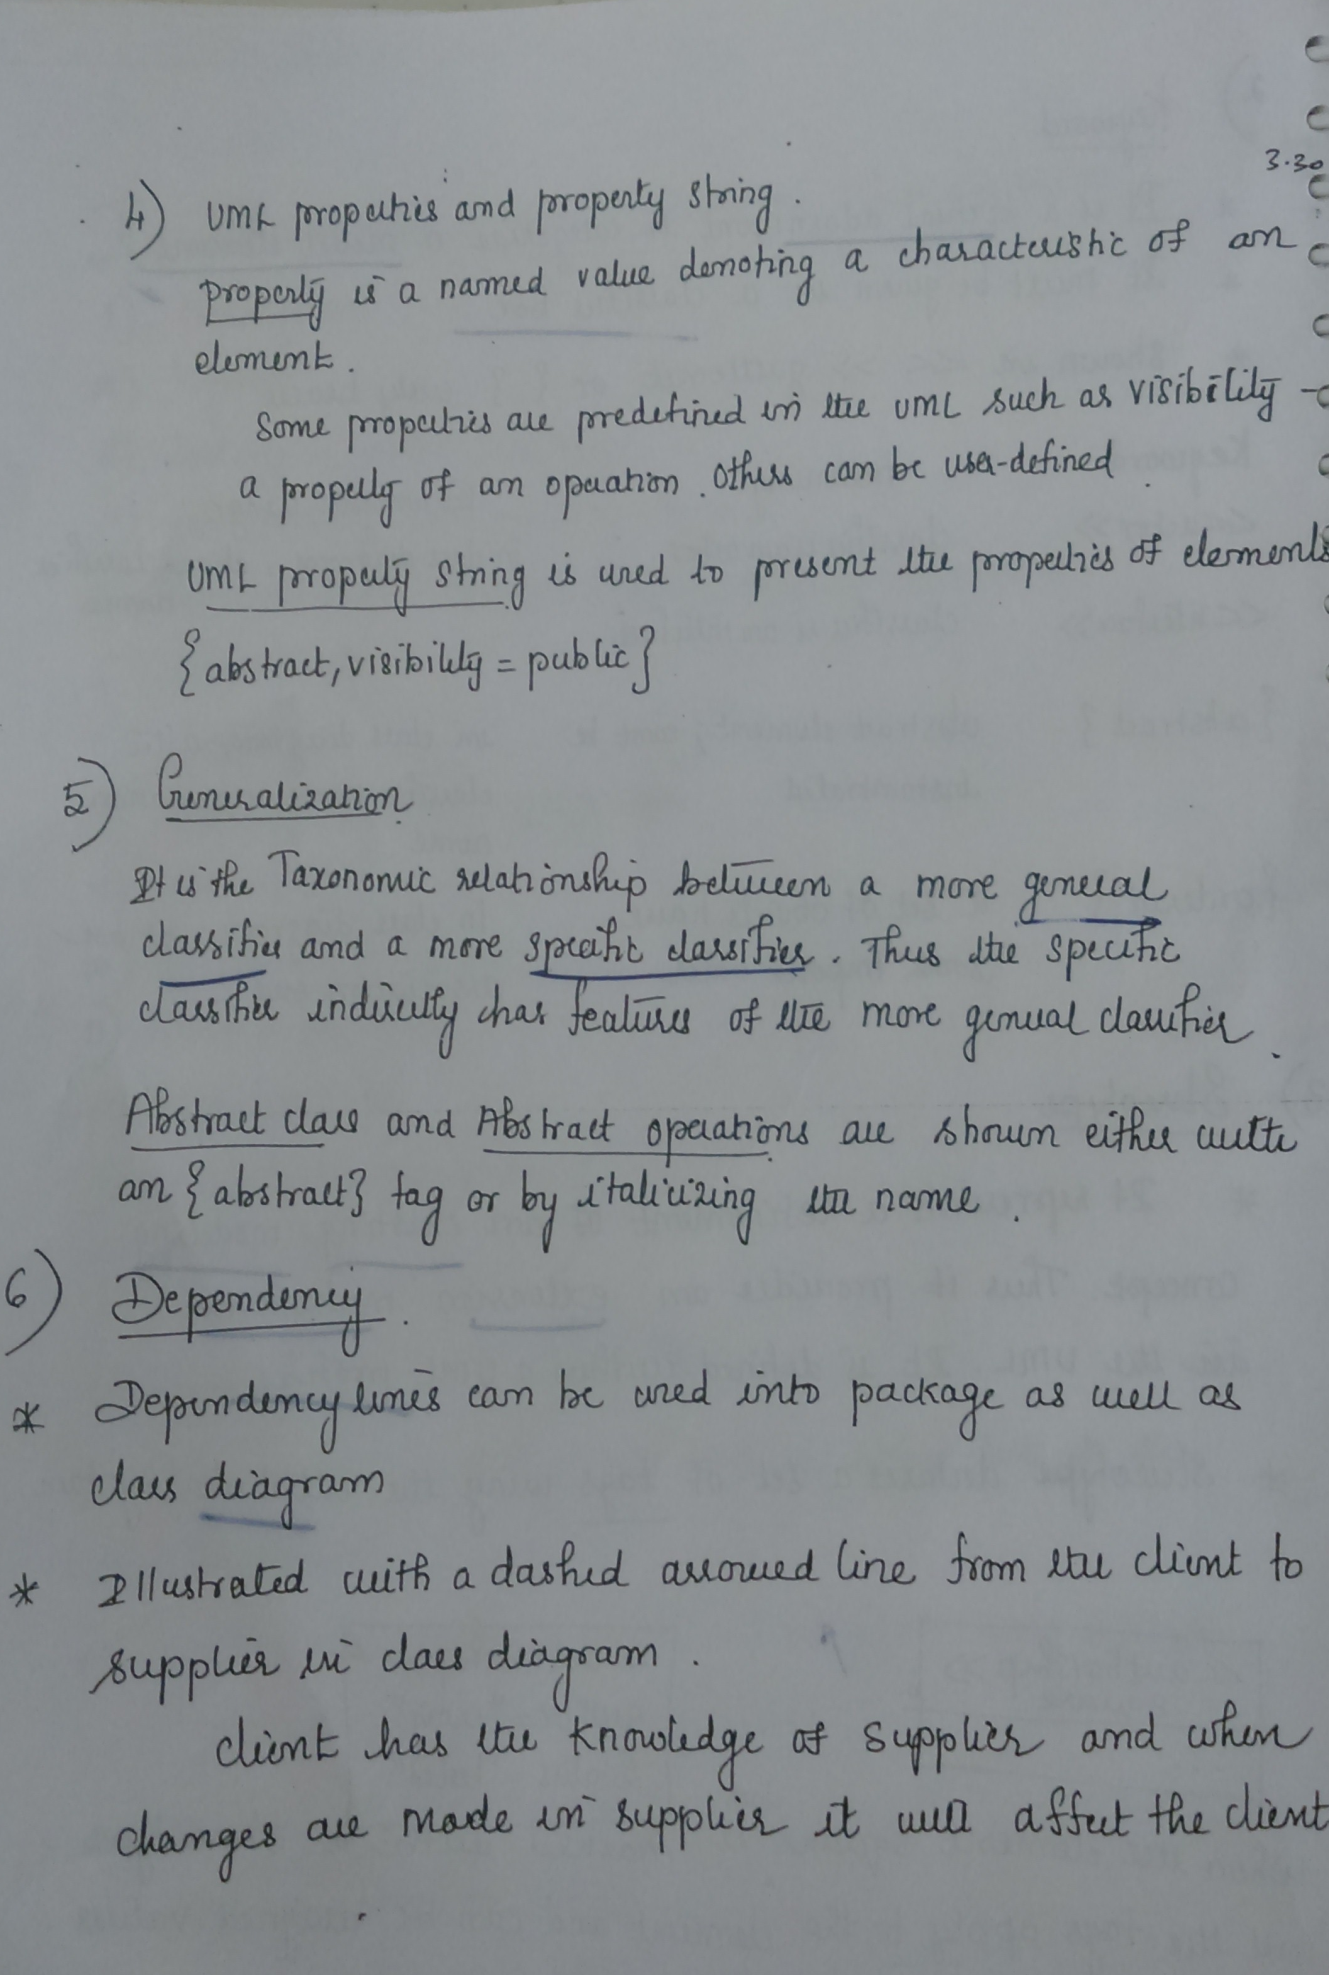 3.30
4) UML properties and property string.
property is a named value denoting a characteristic of an
element.
Some properties are predefined in the UML such as visibility -
a property of an operation. Others can be user-defined.
UML property string is used to present the properties of elements
{abstract, visibility = public}
5) Generalization
It is the Taxonomic relationship between a more general
classifier and a more specific classifier. Thus the specific
classifier indirectly has features of the more general classifier.
Abstract class and Abstract operations are shown either with
an {abstract} tag or by italicizing the name.
6) Dependency.
* Dependency lines can be used into package as well as
class diagram
* Illustrated with a dashed arrowed line from the client to
supplier in class diagram.
client has the knowledge of supplier and when
changes are made in supplier it will affect the client
.